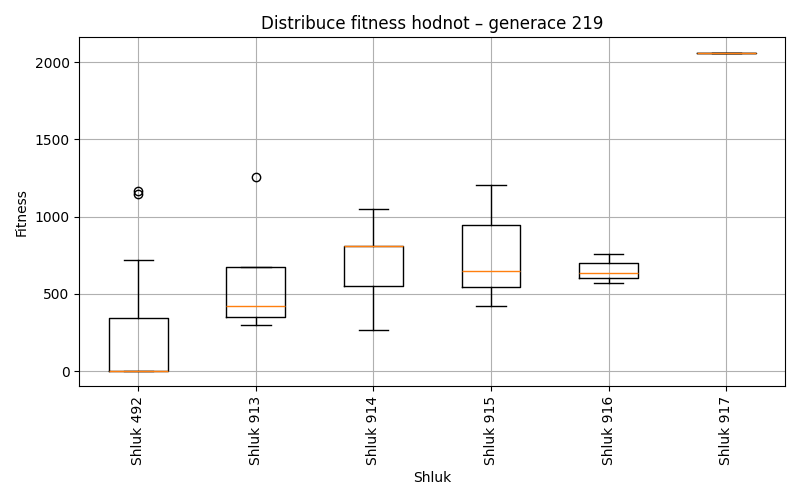 Distribuce fitness hodnot – generace 219
Fitness
2000
1500
1000
500
0
Shluk 492
Shluk 913
Shluk 914
Shluk 915
Shluk 916
Shluk 917
Shluk